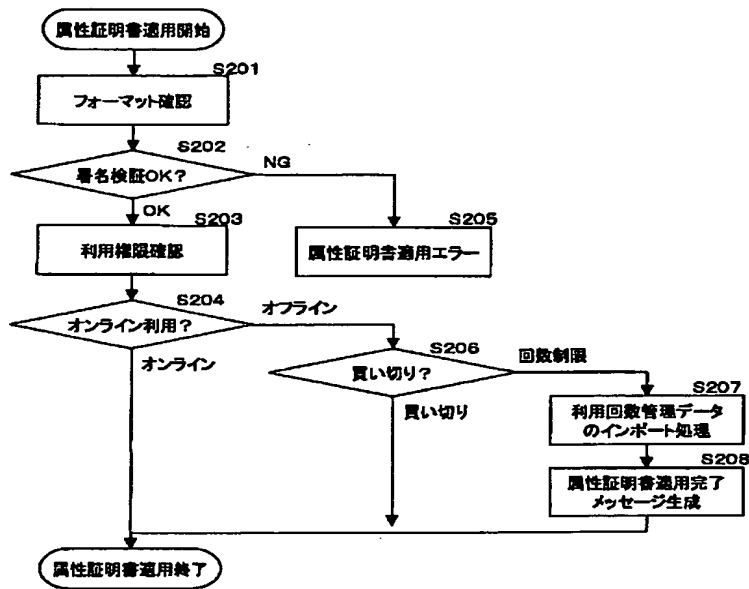 属性証明書適用開始
S201
フォーマット確認
S202
署名検証OK?
NG
OK
S203
利用権限確認
S205
属性証明書適用エラー
S204
オンライン利用?
オフライン
オンライン
S206
買い切り?
回数制限
買い切り
S207
利用回数管理データ
のインポート処理
S208
属性証明書適用完了
メッセージ生成
属性証明書適用終了